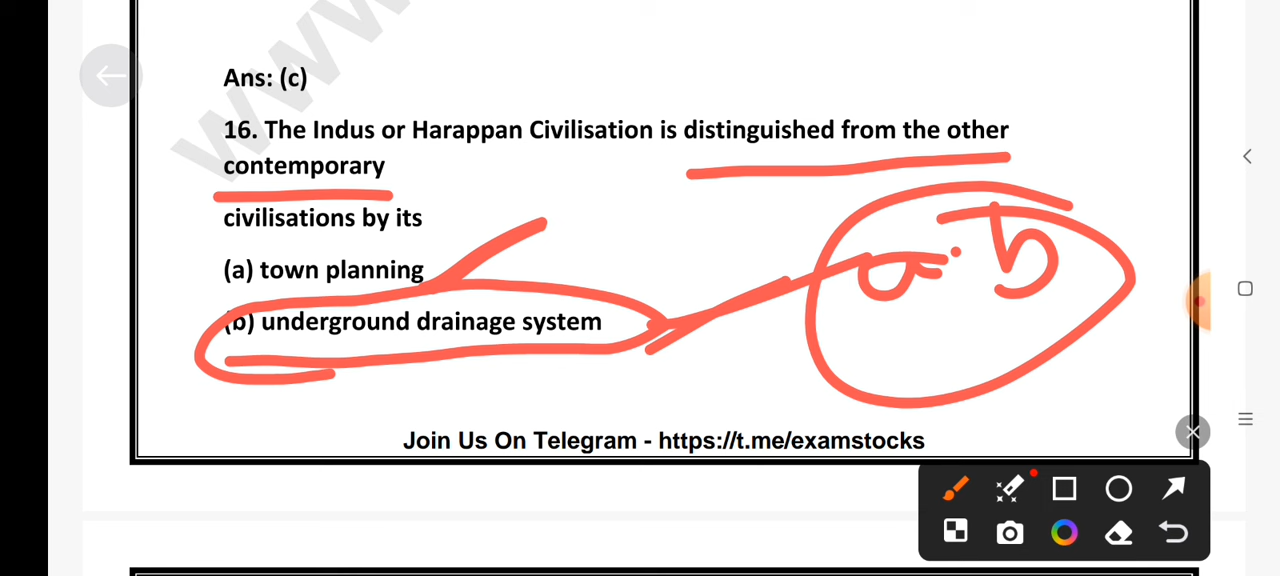 www
Ans: (c)
16. The Indus or Harappan Civilisation is distinguished from the other
contemporary
civilisations by its
(a) town planning
(b) underground drainage system
a. b
Join Us On Telegram - https://t.me/examstocks